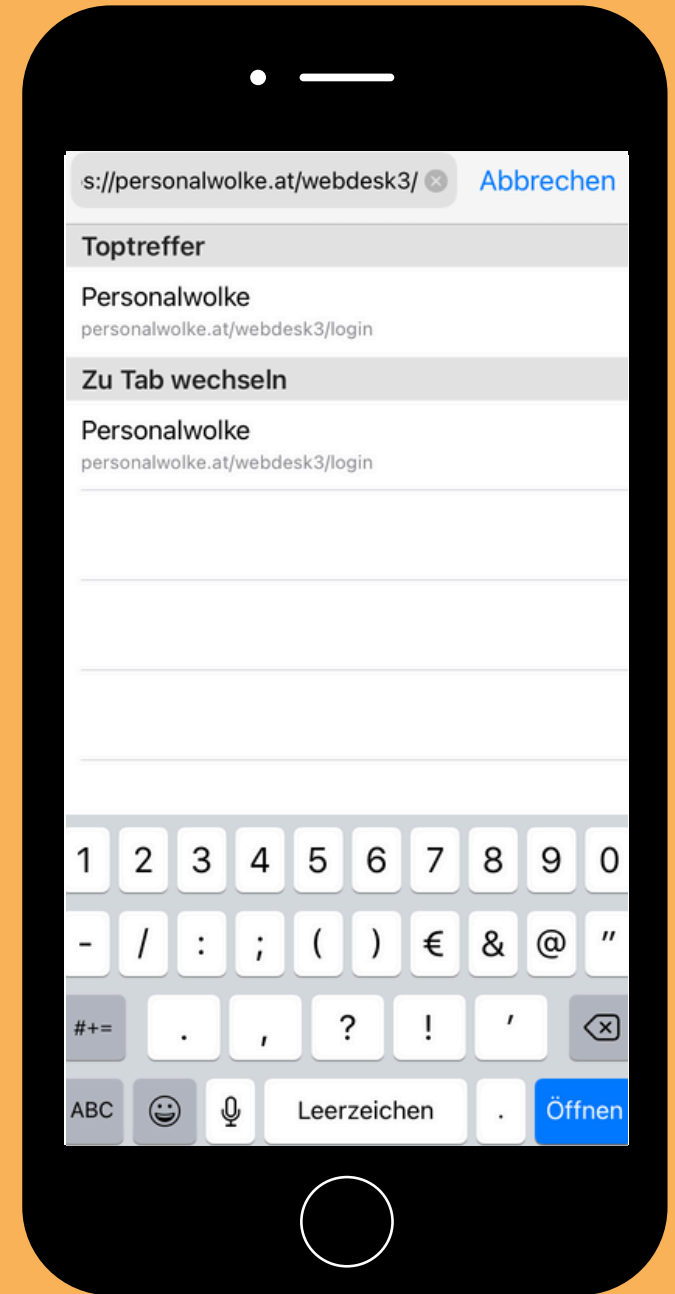 s://personalwolke.at/webdesk3/ Abbrechen
Toptreffer
Personalwolke
personalwolke.at/webdesk3/login
Zu Tab wechseln
Personalwolke
personalwolke.at/webdesk3/login
1 2 3 4 5 6 7 8 9 0
- / : ; ( ) € & @ "
#+= . , ? ! '
ABC Leerzeichen . Öffnen